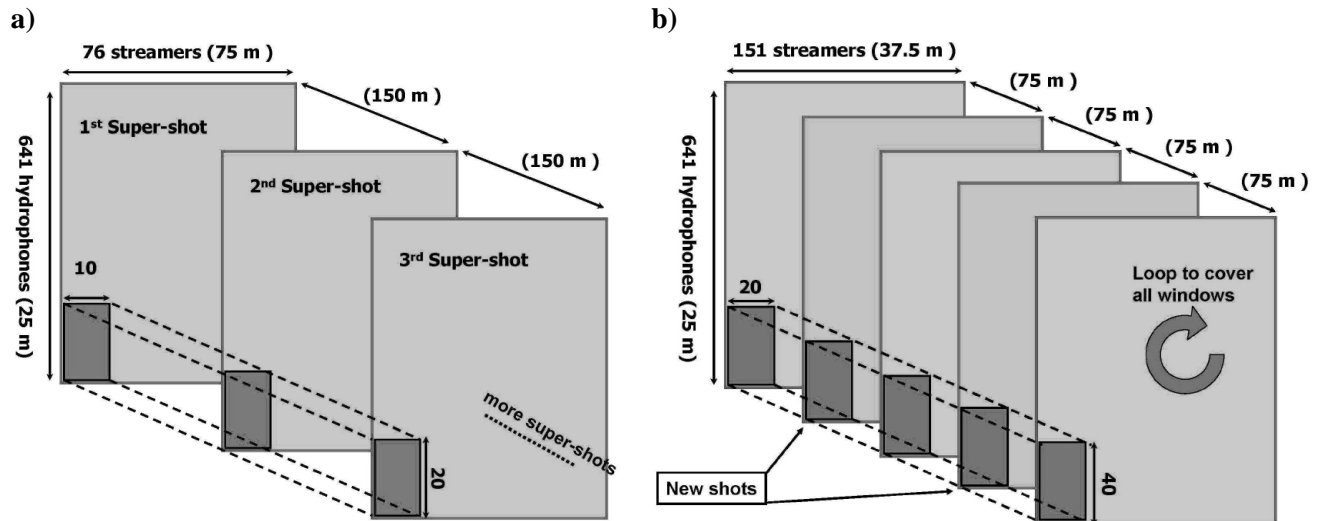 a)
76 streamers (75 m)
(150 m )
(150 m )
641 hydrophones (25 m)
1st Super-shot
2nd Super-shot
3rd Super-shot
10
more super-shots
20
b)
151 streamers (37.5 m)
(75 m )
(75 m )
(75 m )
(75 m )
641 hydrophones (25 m)
Loop to cover
all windows
20
40
New shots